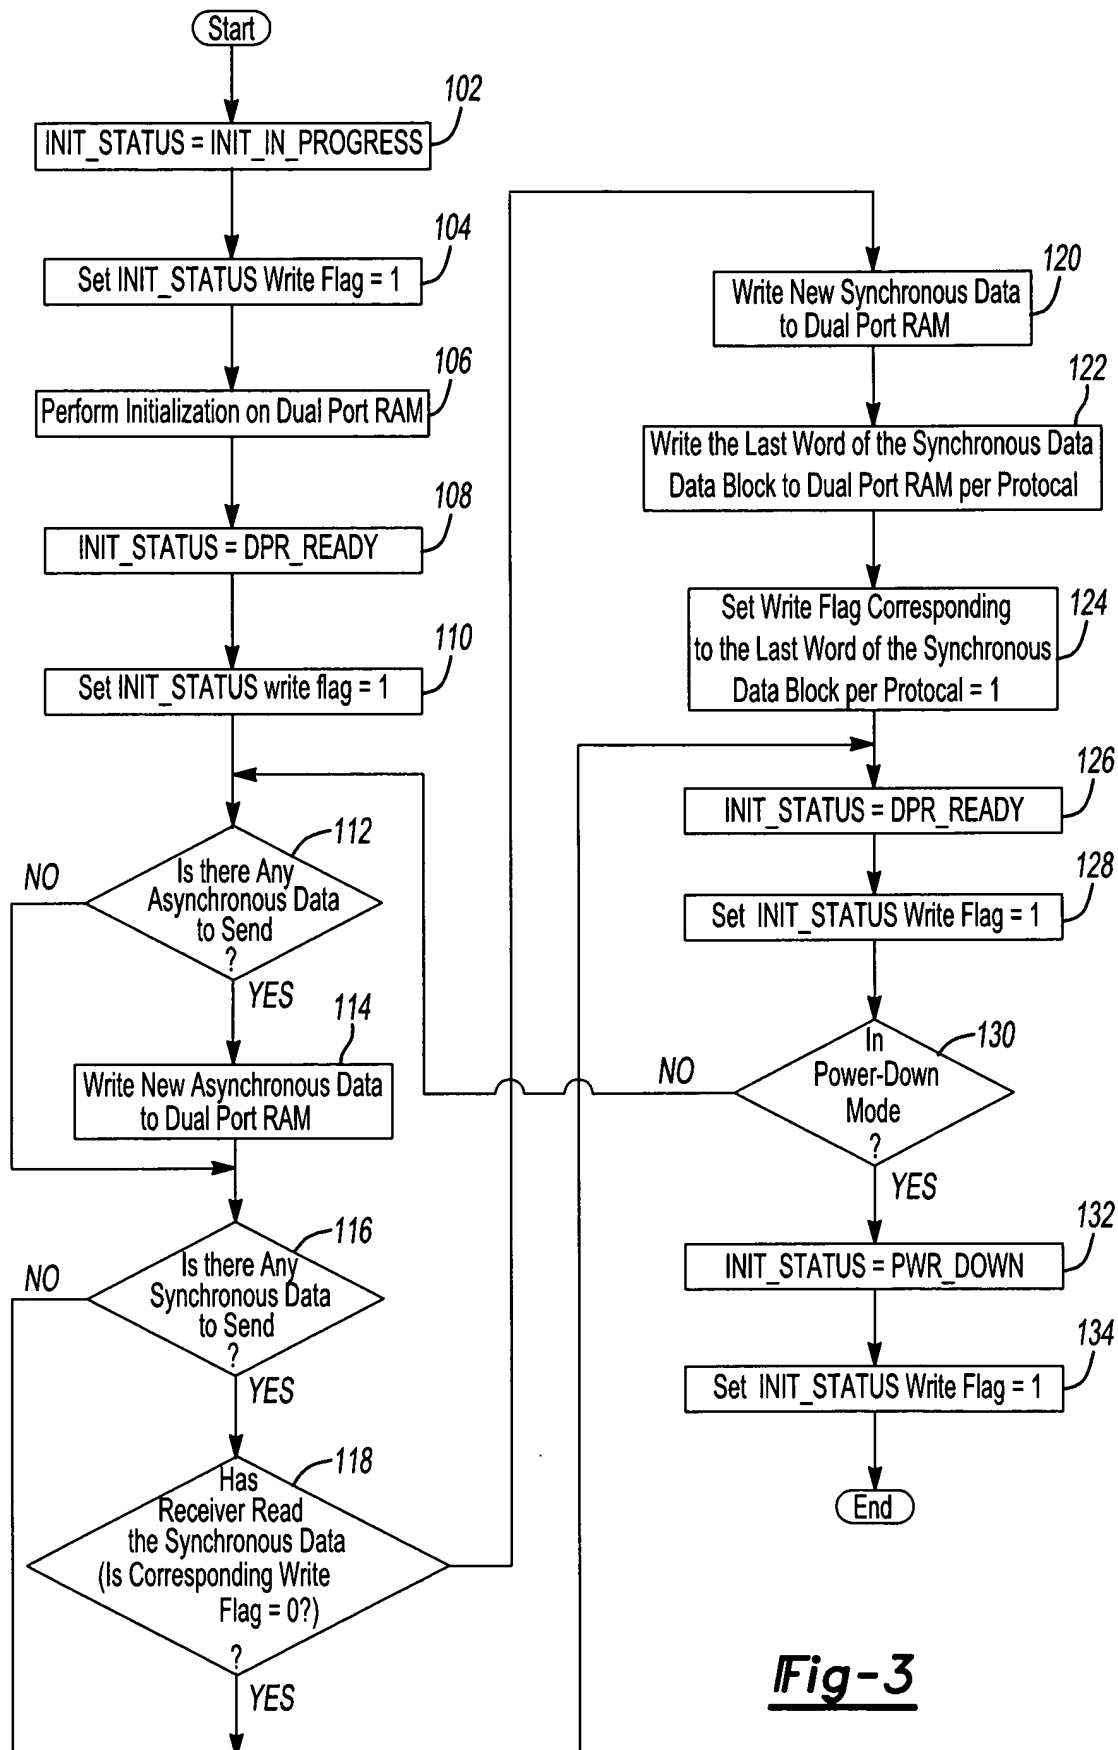 Start
102
INIT_STATUS = INIT_IN_PROGRESS
104
Set INIT_STATUS Write Flag = 1
106
Perform Initialization on Dual Port RAM
108
INIT_STATUS = DPR_READY
110
Set INIT_STATUS write flag = 1
112
Is there Any
Asynchronous Data
to Send
?
NO
YES
114
Write New Asynchronous Data
to Dual Port RAM
116
Is there Any
Synchronous Data
to Send
?
NO
YES
118
Has
Receiver Read
the Synchronous Data
(Is Corresponding Write
Flag = 0?)
?
YES
120
Write New Synchronous Data
to Dual Port RAM
122
Write the Last Word of the Synchronous Data
Data Block to Dual Port RAM per Protocal
124
Set Write Flag Corresponding
to the Last Word of the Synchronous
Data Block per Protocal = 1
126
INIT_STATUS = DPR_READY
128
Set INIT_STATUS Write Flag = 1
130
In
Power-Down
Mode
?
NO
YES
132
INIT_STATUS = PWR_DOWN
134
Set INIT_STATUS Write Flag = 1
End
Fig-3